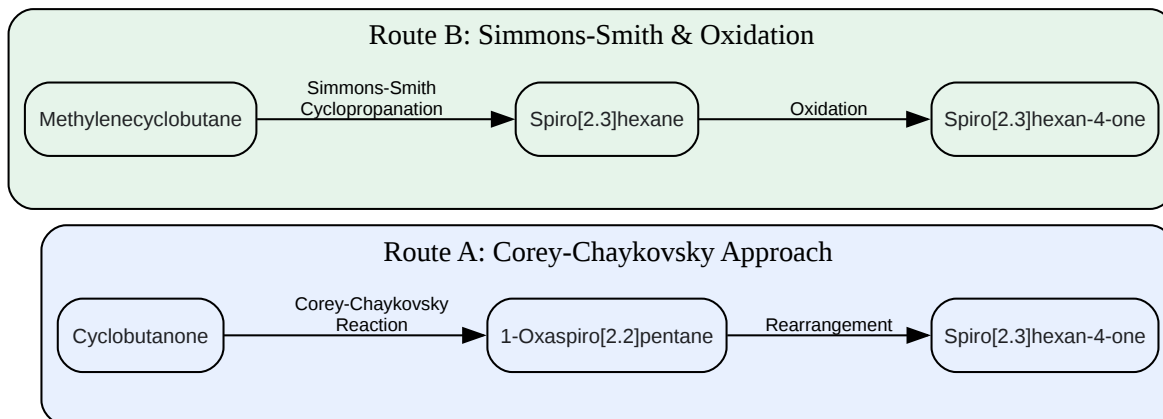 Route B: Simmons-Smith & Oxidation
Simmons-Smith
Cyclopropanation
Methylenecyclobutane
Spiro[2.3]hexane
Oxidation
Spiro[2.3]hexan-4-one
Route A: Corey-Chaykovsky Approach
Corey-Chaykovsky
Reaction
Cyclobutanone
1-Oxaspiro[2.2]pentane
Rearrangement
Spiro[2.3]hexan-4-one